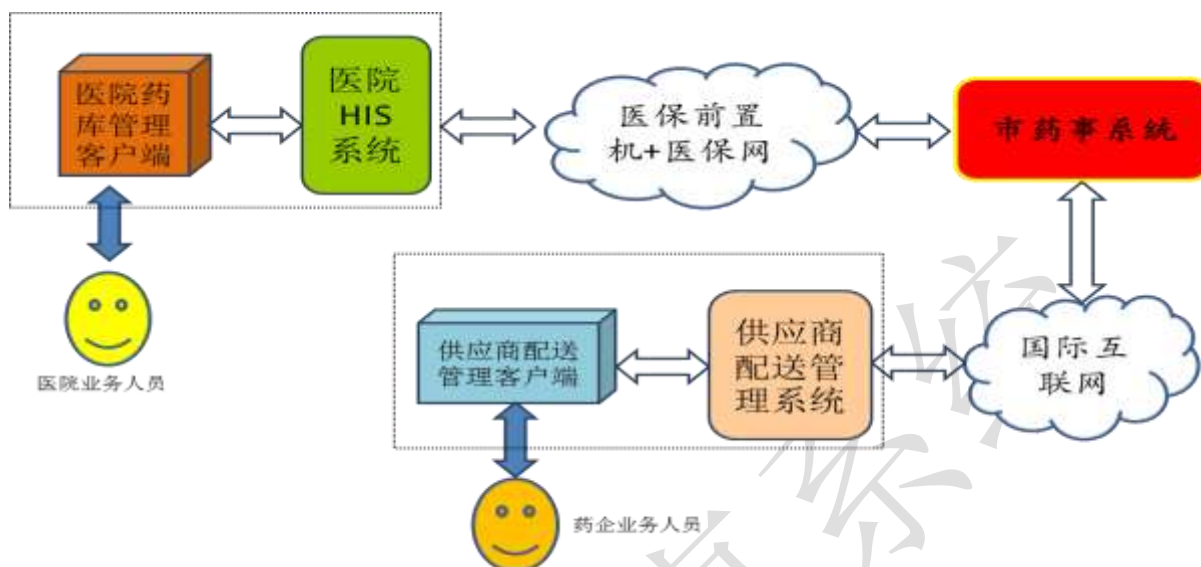 医院药
库管理
客户端
医院
HIS
系统
医保前置
机+医保网
市药事系统
医院业务人员
供应商配送
管理客户端
供应商
配送管
理系统
国际互
联网
药企业务人员